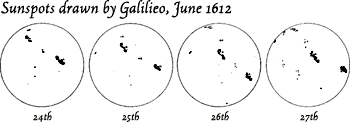 Sunspots drawn by Galilieo, June 1612
24th 25th 26th 27th